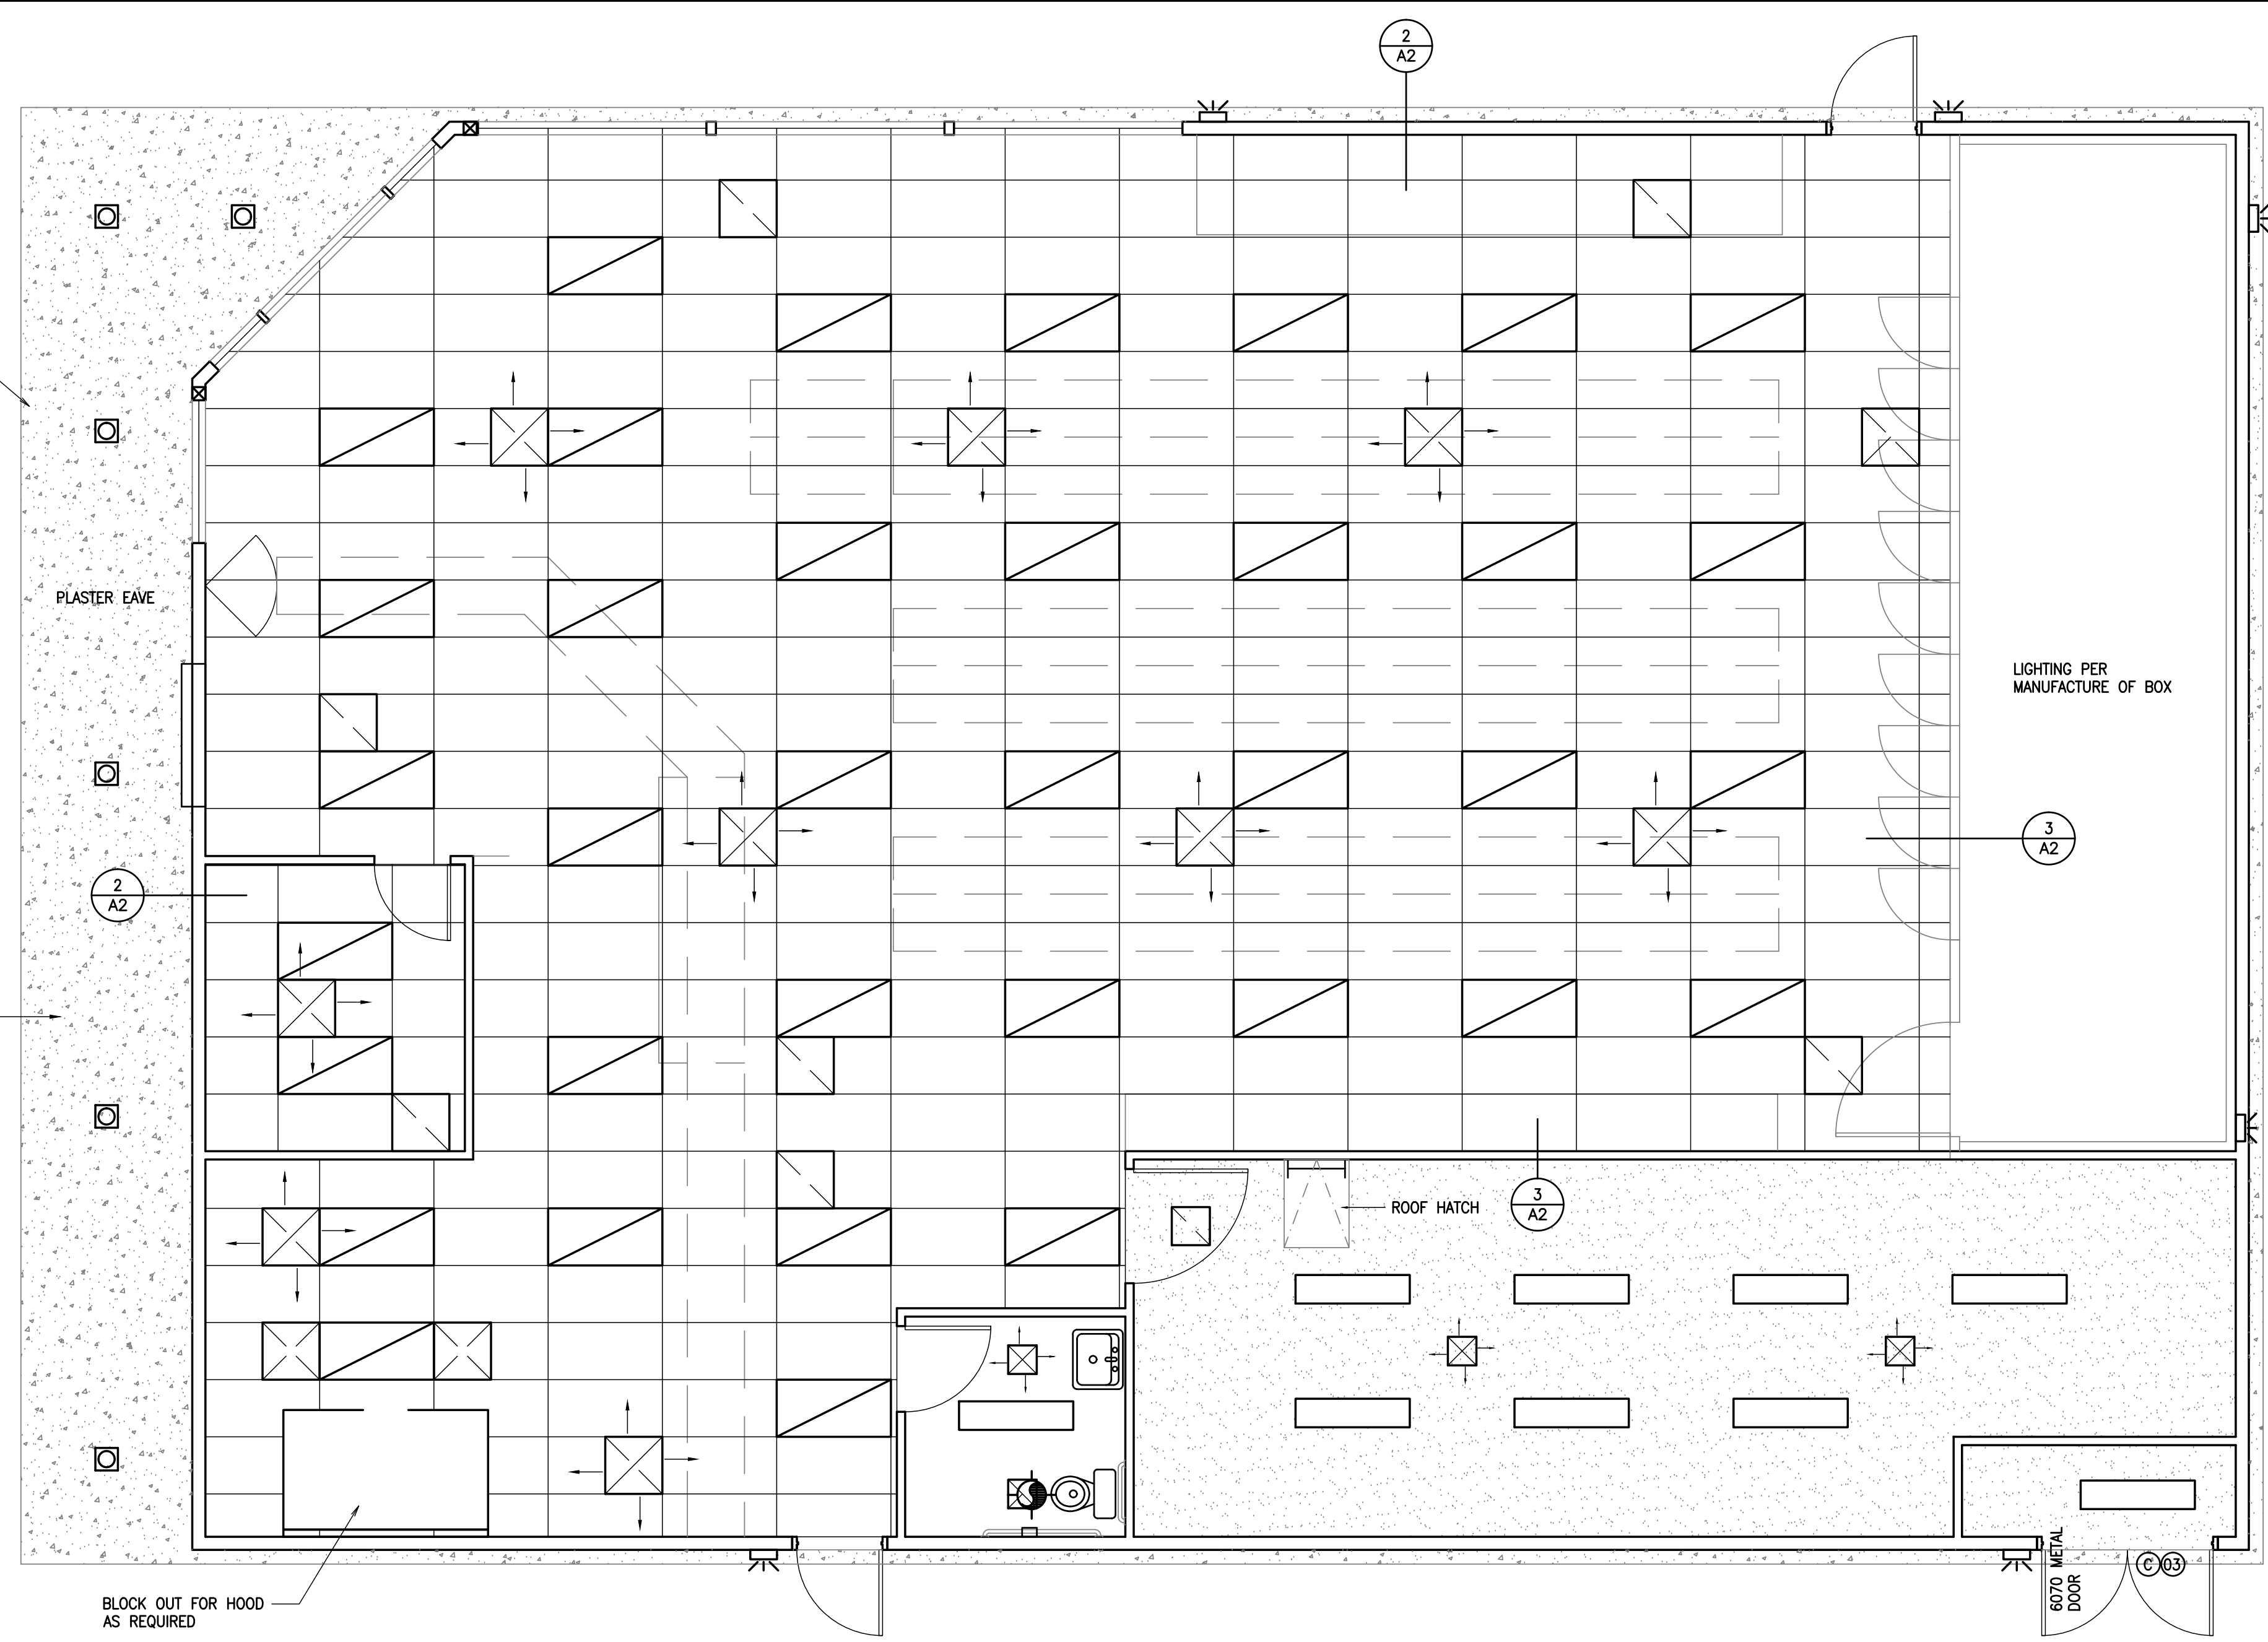 2
A2
PLASTER EAVE
LIGHTING PER
MANUFACTURE OF BOX
3
A2
2
A2
ROOF HATCH
3
A2
6070 METAL
DOOR
C 03
BLOCK OUT FOR HOOD
AS REQUIRED